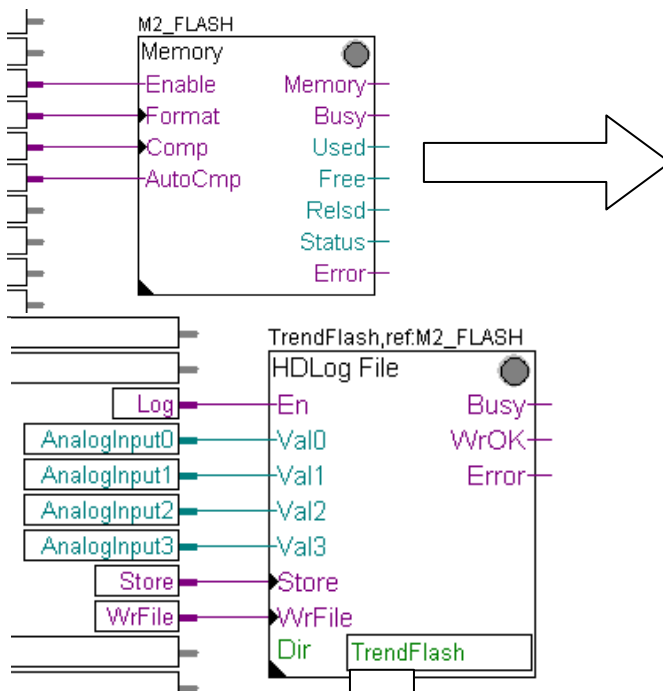 M2_FLASH
Memory
Enable Memory
Format Busy
Comp Used
AutoCmp Free
Relsd
Status
Error
TrendFlash,ref:M2_FLASH
HDLog File
Log En Busy
AnalogInput0 Val0 WrOK
AnalogInput1 Val1 Error
AnalogInput2 Val2
AnalogInput3 Val3
Store Store
WrFile WrFile
Dir TrendFlash